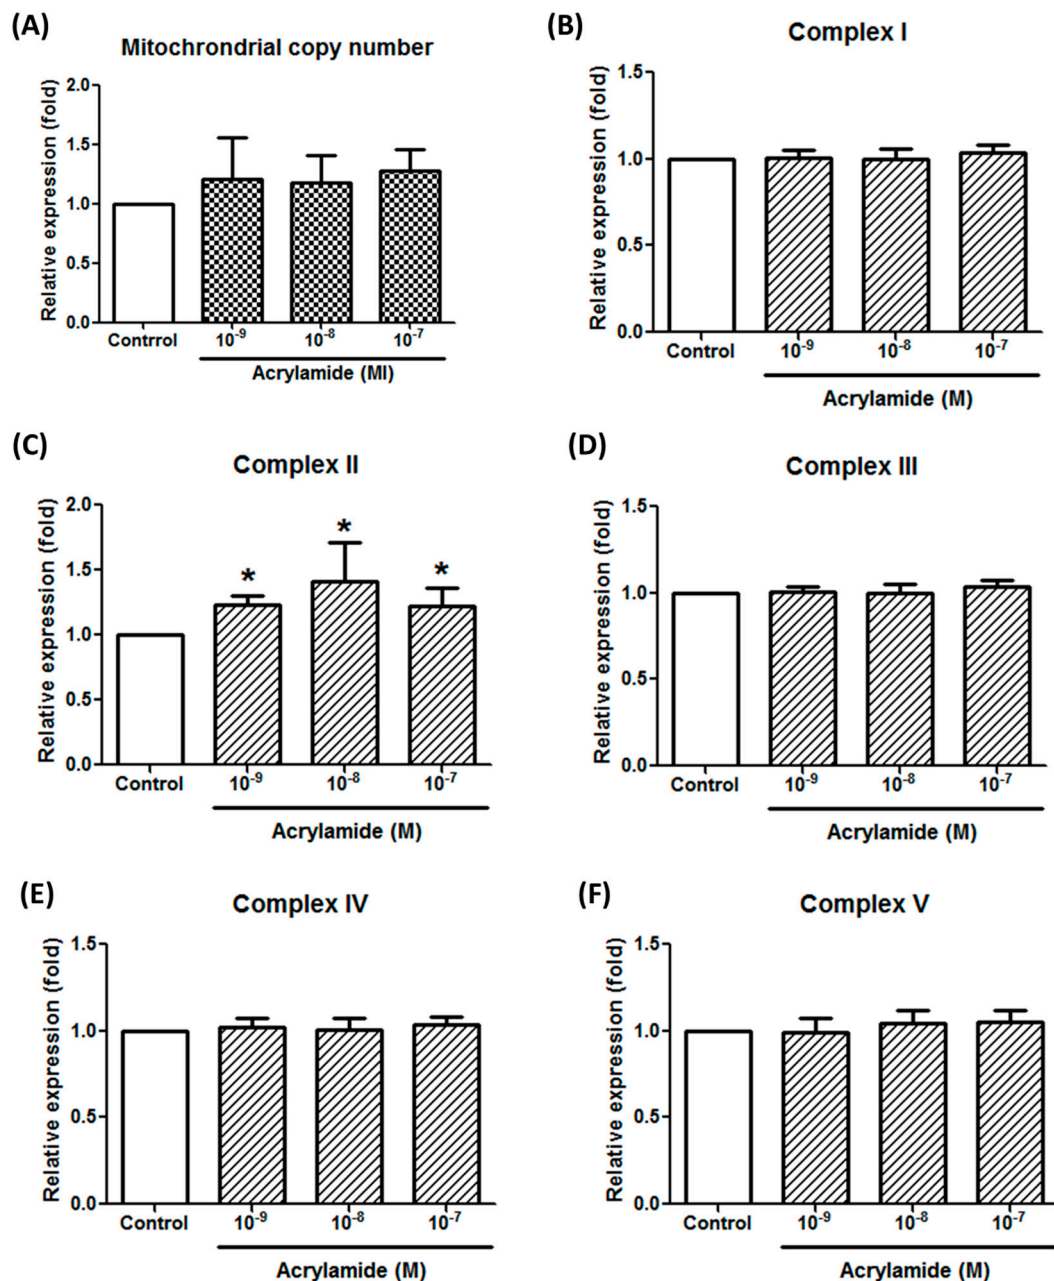 (A)
Mitochrondrial copy number
Relative expression (fold)
2.0
1.5
1.0
0.5
0.0
Contrrol
10⁻⁹
10⁻⁸
10⁻⁷
Acrylamide (MI)
(B)
Complex I
Relative expression (fold)
1.5
1.0
0.5
0.0
Control
10⁻⁹
10⁻⁸
10⁻⁷
Acrylamide (M)
(C)
Complex II
Relative expression (fold)
2.0
1.5
1.0
0.5
0.0
*
*
*
Control
10⁻⁹
10⁻⁸
10⁻⁷
Acrylamide (M)
(D)
Complex III
Relative expression (fold)
1.5
1.0
0.5
0.0
Control
10⁻⁹
10⁻⁸
10⁻⁷
Acrylamide (M)
(E)
Complex IV
Relative expression (fold)
1.5
1.0
0.5
0.0
Control
10⁻⁹
10⁻⁸
10⁻⁷
Acrylamide (M)
(F)
Complex V
Relative expression (fold)
1.5
1.0
0.5
0.0
Control
10⁻⁹
10⁻⁸
10⁻⁷
Acrylamide (M)